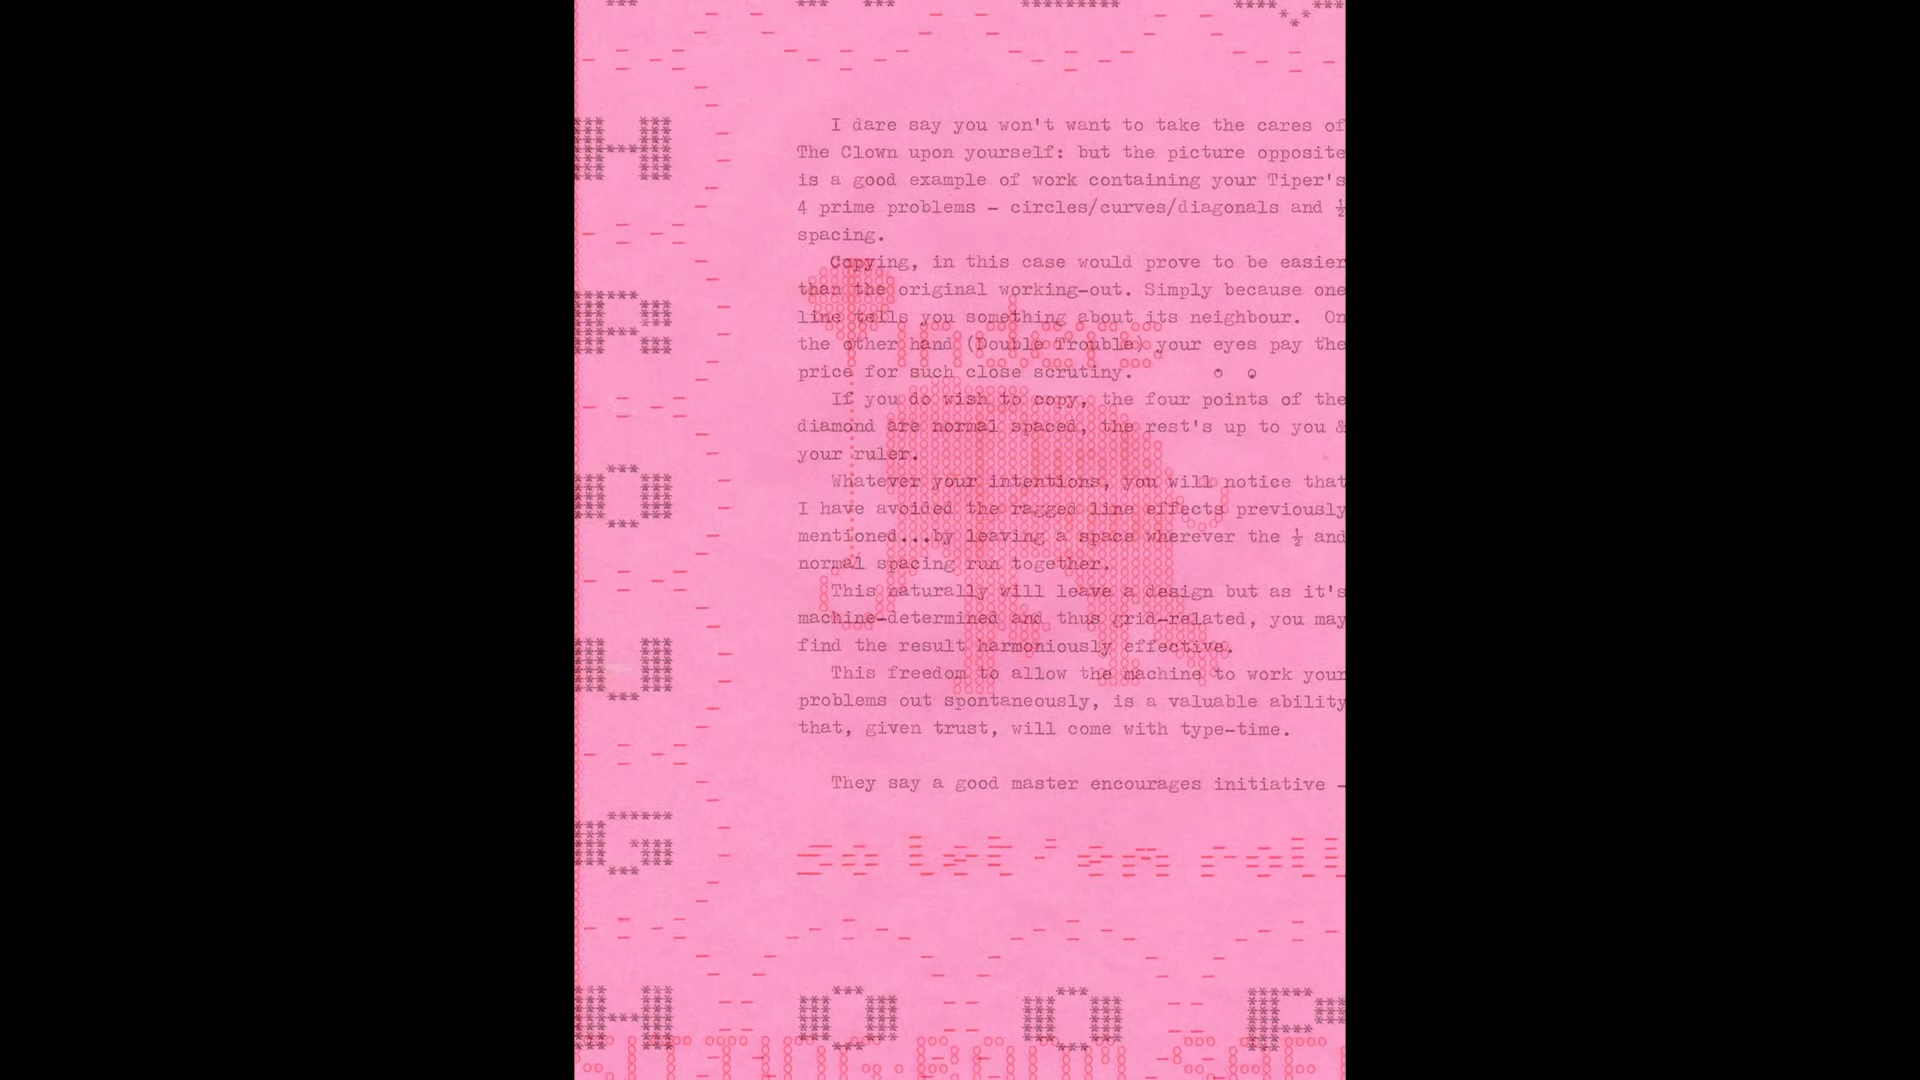 I dare say you won't want to take the cares of
The Clown upon yourself: but the picture opposite
is a good example of work containing your Tiper's
4 prime problems - circles/curves/diagonals and ½
spacing.
Copying, in this case would prove to be easier
than the original working-out. Simply because one
line tells you something about its neighbour. On
the other hand (Double Trouble) your eyes pay the
price for such close scrutiny.
If you do wish to copy, the four points of the
diamond are normal spaced, the rest's up to you &
your ruler.
Whatever your intentions, you will notice that
I have avoided the ragged line effects previously
mentioned...by leaving a space wherever the ½ and
normal spacing run together.
This naturally will leave a design but as it's
machine-determined and thus grid-related, you may
find the result harmoniously effective.
This freedom to allow the machine to work your
problems out spontaneously, is a valuable ability
that, given trust, will come with type-time.
They say a good master encourages initiative -
so let'em roll
H
R
O
U
G
H
O O P